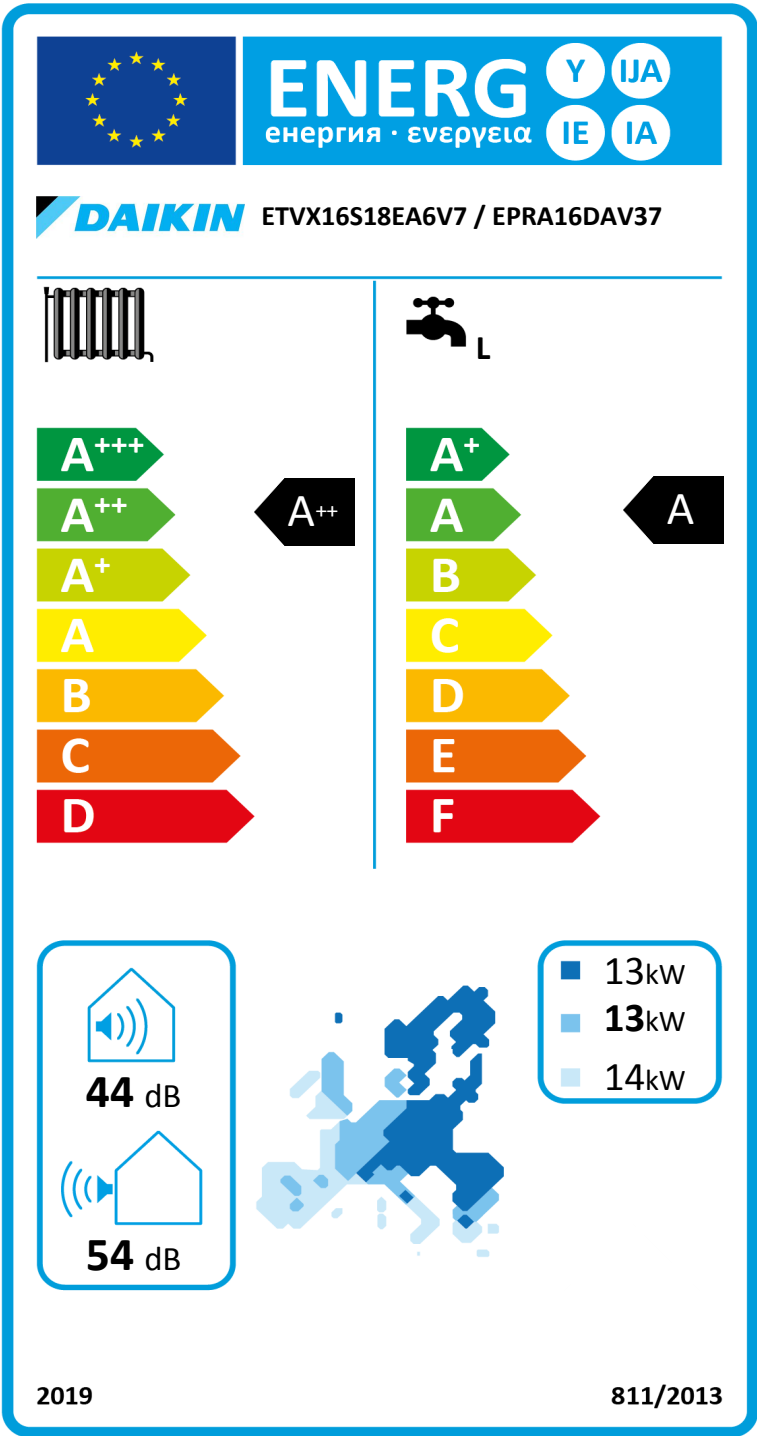 ENERG
енергия · ενεργεια
Y IJA
IE IA
DAIKIN ETVX16S18EA6V7 / EPRA16DAV37
L
A+++
A++
A+
A
B
C
D
A++
A+
A
B
C
D
E
F
A
44 dB
54 dB
13kW
13kW
14kW
2019
811/2013